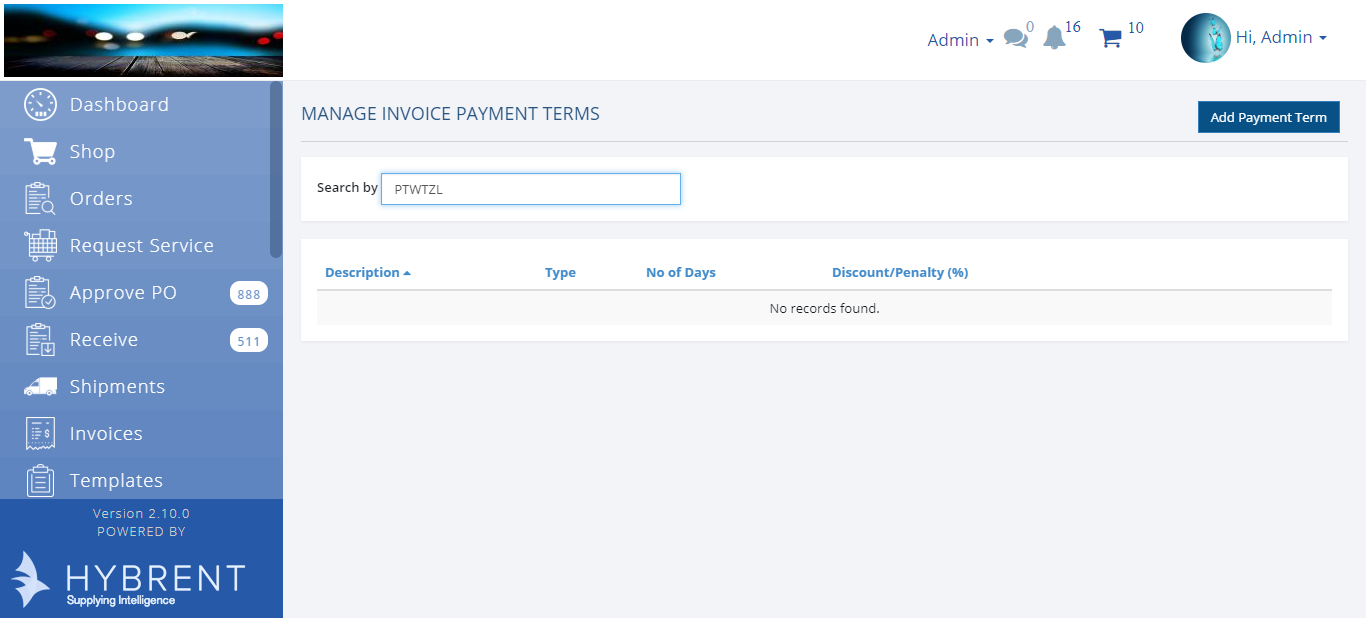 Admin 0 16 10 Hi, Admin
Dashboard
Shop
Orders
Request Service
Approve PO 888
Receive 511
Shipments
Invoices
Templates
Version 2.10.0
POWERED BY
HYBRENT
Supplying Intelligence
MANAGE INVOICE PAYMENT TERMS
Add Payment Term
Search by PTWTZL
Description Type No of Days Discount/Penalty (%)
No records found.